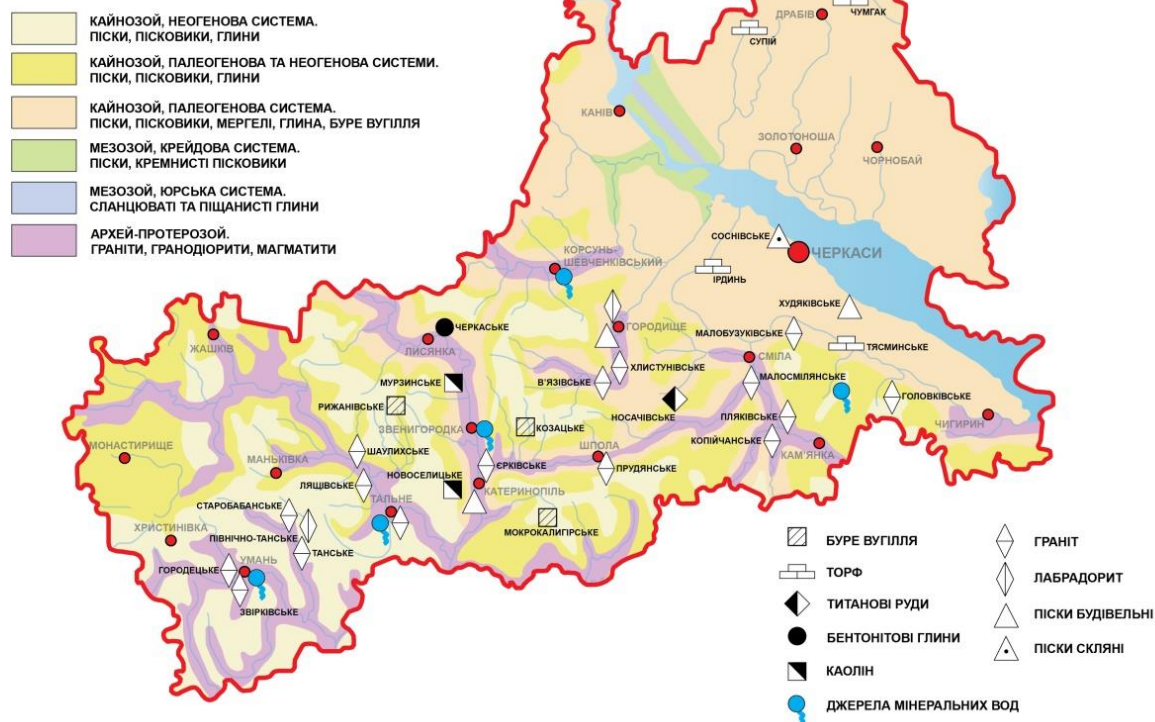 КАЙНОЗОЙ, НЕОГЕНОВА СИСТЕМА.
ПІСКИ, ПІСКОВИКИ, ГЛИНИ
КАЙНОЗОЙ, ПАЛЕОГЕНОВА ТА НЕОГЕНОВА СИСТЕМИ.
ПІСКИ, ПІСКОВИКИ, ГЛИНИ
КАЙНОЗОЙ, ПАЛЕОГЕНОВА СИСТЕМА.
ПІСКИ, ПІСКОВИКИ, МЕРГЕЛІ, ГЛИНА, БУРЕ ВУГІЛЛЯ
МЕЗОЗОЙ, КРЕЙДОВА СИСТЕМА.
ПІСКИ, КРЕМНИСТІ ПІСКОВИКИ
МЕЗОЗОЙ, ЮРСЬКА СИСТЕМА.
СЛАНЦЮВАТІ ТА ПІЩАНИСТІ ГЛИНИ
АРХЕЙ-ПРОТЕРОЗОЙ.
ГРАНІТИ, ГРАНОДІОРИТИ, МАГМАТИТИ
ДРАБІВ
ЧУМГАК
СУПІЙ
КАНІВ
ЗОЛОТОНОША
ЧОРНОБАЙ
СОСНІВСЬКЕ
ЧЕРКАСИ
КОРСУНЬ-
ШЕВЧЕНКІВСЬКИЙ
ІРДИНЬ
ХУДЯКІВСЬКЕ
ЧЕРКАСЬКЕ
ГОРОДИЩЕ
МАЛОБУЗУКІВСЬКЕ
ТЯСМИНСЬКЕ
ЖАШКІВ
ЛИСЯНКА
СМІЛА
ХЛИСТУНІВСЬКЕ
МУРЗИНСЬКЕ
В'ЯЗІВСЬКЕ
МАЛОСМІЛЯНСЬКЕ
ГОЛОВКІВСЬКЕ
РИЖАНІВСЬКЕ
НОСАЧІВСЬКЕ
ПЛЯКІВСЬКЕ
ЧИГИРИН
ЗВЕНИГОРОДКА
КОЗАЦЬКЕ
КОПІЙЧАНСЬКЕ
МОНАСТИРИЩЕ
ШАУЛИХСЬКЕ
ШПОЛА
КАМ'ЯНКА
МАНЬКІВКА
ЄРКІВСЬКЕ
ПРУДЯНСЬКЕ
НОВОСЕЛИЦЬКЕ
ЛЯЩІВСЬКЕ
КАТЕРИНОПІЛЬ
ТАЛЬНЕ
СТАРОБАБАНСЬКЕ
ХРИСТИНІВКА
МОКРОКАЛИГІРСЬКЕ
ПІВНІЧНО-ТАНСЬКЕ
ТАНСЬКЕ
УМАНЬ
ГОРОДЕЦЬКЕ
ЗВІРКІВСЬКЕ
БУРЕ ВУГІЛЛЯ
ТОРФ
ТИТАНОВІ РУДИ
БЕНТОНІТОВІ ГЛИНИ
КАОЛІН
ДЖЕРЕЛА МІНЕРАЛЬНИХ ВОД
ГРАНІТ
ЛАБРАДОРИТ
ПІСКИ БУДІВЕЛЬНІ
ПІСКИ СКЛЯНІ